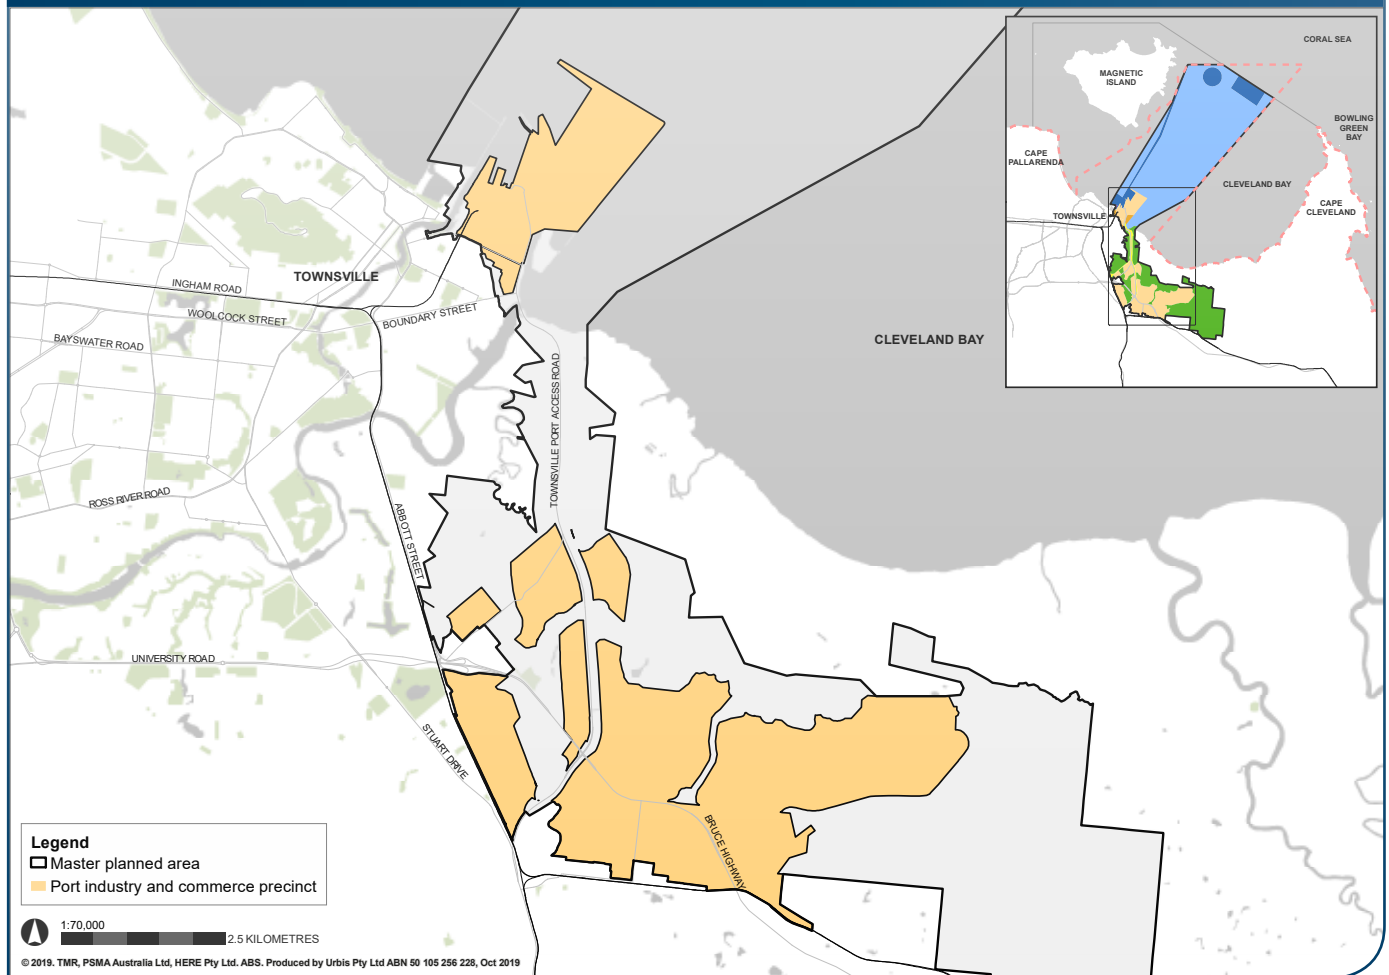 CORAL SEA
MAGNETIC
ISLAND
BOWLING
GREEN
BAY
CAPE
PALLARENDA
CLEVELAND BAY
CAPE
CLEVELAND
TOWNSVILLE
TOWNSVILLE
INGHAM ROAD
WOOLCOCK STREET
BOUNDARY STREET
BAYSWATER ROAD
CLEVELAND BAY
TOWNSVILLE PORT ACCESS ROAD
ROSS RIVER ROAD
ABBOTT STREET
UNIVERSITY ROAD
STUART DRIVE
BRUCE HIGHWAY
Legend
Master planned area
Port industry and commerce precinct
1:70,000
2.5 KILOMETRES
© 2019. TMR, PSMA Australia Ltd, HERE Pty Ltd. ABS. Produced by Urbis Pty Ltd ABN 50 105 256 228, Oct 2019